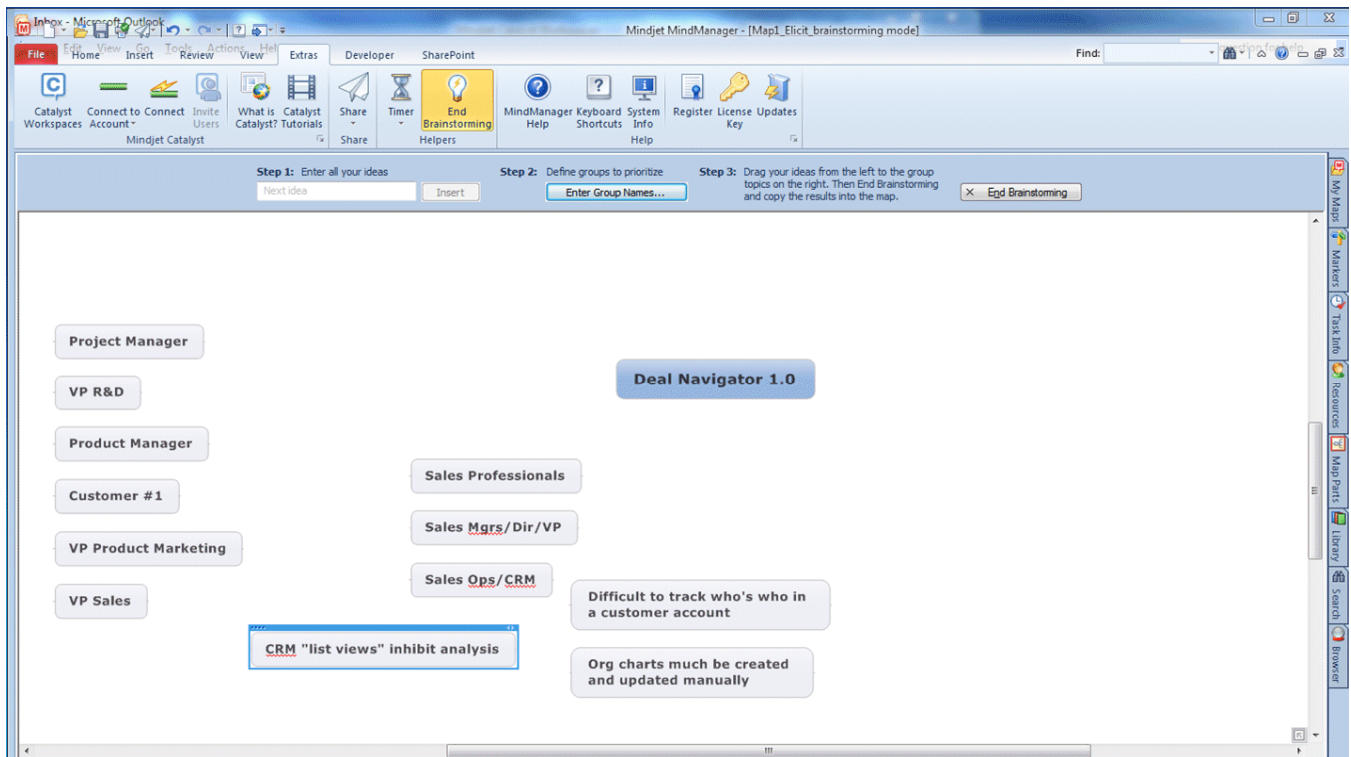 Inbox - Microsoft Outlook
Mindjet MindManager - [Map1_Elicit_brainstorming mode]
Edit View Go Tools Actions Help
File Home Insert Review View Extras Developer SharePoint
Find:
Catalyst Workspaces
Connect to Account
Connect
Invite Users
What is Catalyst?
Catalyst Tutorials
Share
Timer
End Brainstorming
MindManager Help
Keyboard Shortcuts
System Info
Register
License Key
Updates
Mindjet Catalyst
Share
Helpers
Help
Step 1: Enter all your ideas
Next idea
Insert
Step 2: Define groups to prioritize
Enter Group Names...
Step 3: Drag your ideas from the left to the group
topics on the right. Then End Brainstorming
and copy the results into the map.
End Brainstorming
Project Manager
VP R&D
Product Manager
Customer #1
VP Product Marketing
VP Sales
Deal Navigator 1.0
Sales Professionals
Sales Mgrs/Dir/VP
Sales Ops/CRM
CRM "list views" inhibit analysis
Difficult to track who's who in
a customer account
Org charts much be created
and updated manually
My Maps
Markers
Task Info
Resources
Map Parts
Library
Search
Browser